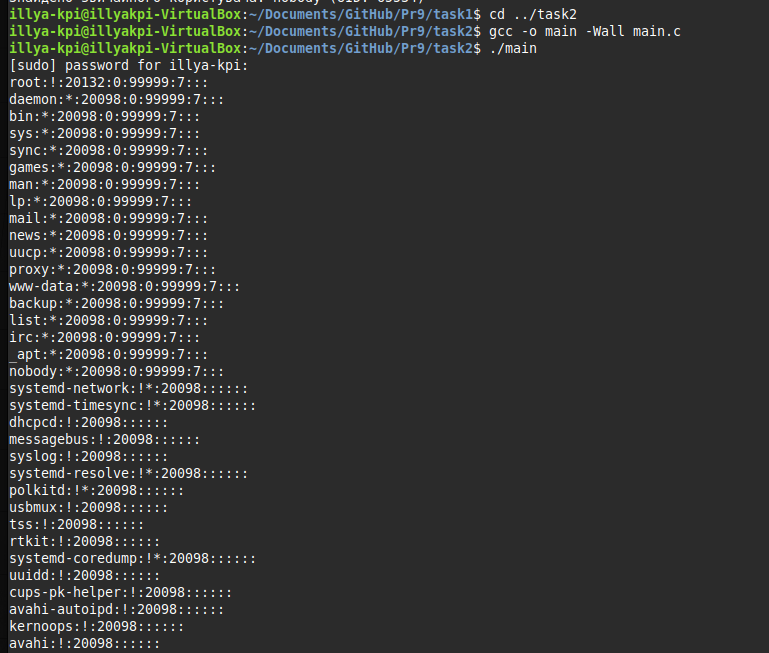 illya-kpi@illyakpi-VirtualBox:~/Documents/GitHub/Pr9/task1$ cd ../task2
illya-kpi@illyakpi-VirtualBox:~/Documents/GitHub/Pr9/task2$ gcc -o main -Wall main.c
illya-kpi@illyakpi-VirtualBox:~/Documents/GitHub/Pr9/task2$ ./main
[sudo] password for illya-kpi:
root:!:20132:0:99999:7:::
daemon:*:20098:0:99999:7:::
bin:*:20098:0:99999:7:::
sys:*:20098:0:99999:7:::
sync:*:20098:0:99999:7:::
games:*:20098:0:99999:7:::
man:*:20098:0:99999:7:::
lp:*:20098:0:99999:7:::
mail:*:20098:0:99999:7:::
news:*:20098:0:99999:7:::
uucp:*:20098:0:99999:7:::
proxy:*:20098:0:99999:7:::
www-data:*:20098:0:99999:7:::
backup:*:20098:0:99999:7:::
list:*:20098:0:99999:7:::
irc:*:20098:0:99999:7:::
_apt:*:20098:0:99999:7:::
nobody:*:20098:0:99999:7:::
systemd-network:!*:20098::::::
systemd-timesync:!*:20098::::::
dhcpcd:!:20098::::::
messagebus:!:20098::::::
syslog:!:20098::::::
systemd-resolve:!*:20098::::::
polkitd:!*:20098::::::
usbmux:!:20098::::::
tss:!:20098::::::
rtkit:!:20098::::::
systemd-coredump:!*:20098::::::
uuidd:!:20098::::::
cups-pk-helper:!:20098::::::
avahi-autoipd:!:20098::::::
kernoops:!:20098::::::
avahi:!:20098::::::